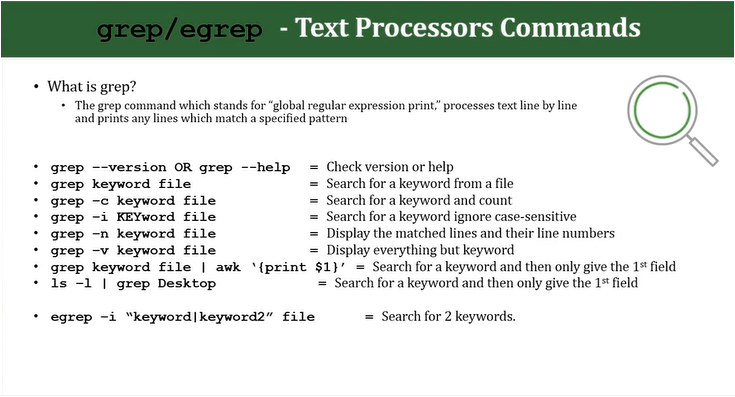 grep/egrep - Text Processors Commands
• What is grep?
• The grep command which stands for “global regular expression print,” processes text line by line
and prints any lines which match a specified pattern
• grep --version OR grep --help = Check version or help
• grep keyword file = Search for a keyword from a file
• grep –c keyword file = Search for a keyword and count
• grep –i KEYword file = Search for a keyword ignore case-sensitive
• grep –n keyword file = Display the matched lines and their line numbers
• grep –v keyword file = Display everything but keyword
• grep keyword file | awk ‘{print $1}’ = Search for a keyword and then only give the 1st field
• ls –l | grep Desktop = Search for a keyword and then only give the 1st field
• egrep –i “keyword|keyword2” file = Search for 2 keywords.